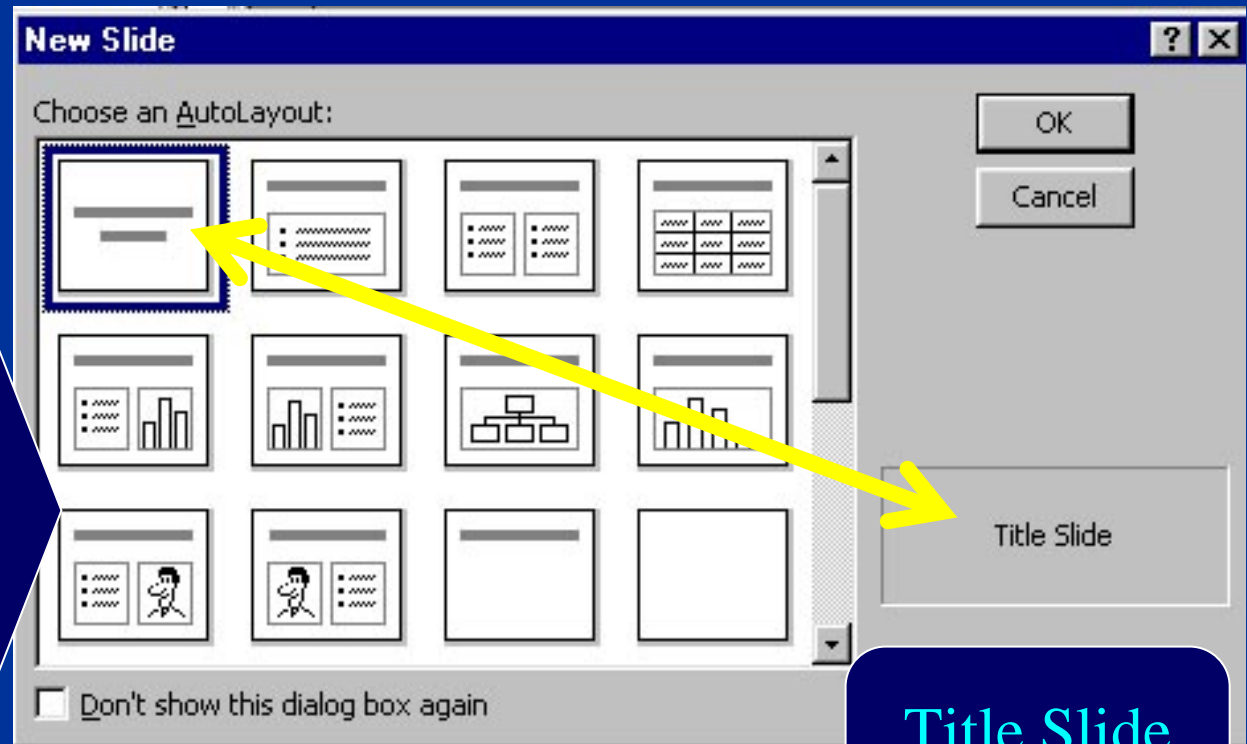 New Slide
Choose an AutoLayout:
OK
Cancel
Title Slide
Don't show this dialog box again
Title Slide